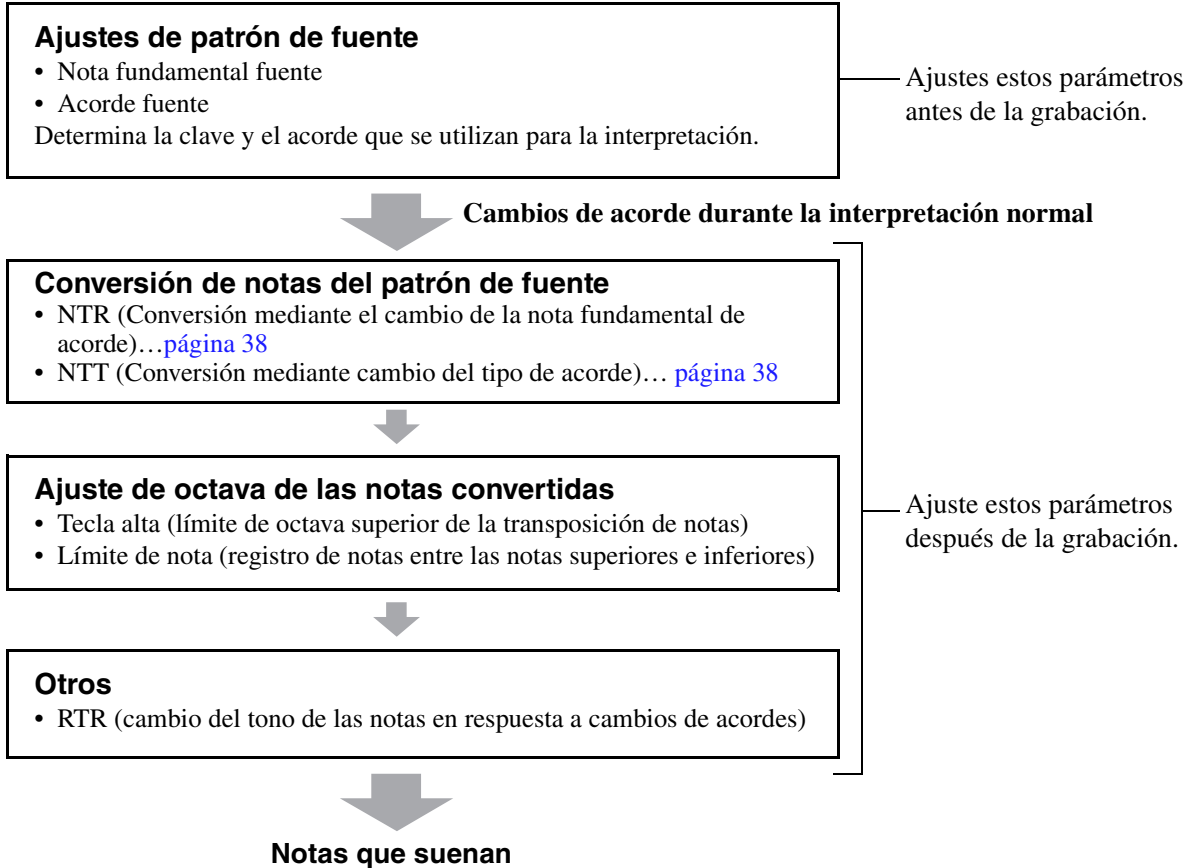 Ajustes de patrón de fuente
• Nota fundamental fuente
• Acorde fuente
Determina la clave y el acorde que se utilizan para la interpretación.
Ajustes estos parámetros
antes de la grabación.
Cambios de acorde durante la interpretación normal
Conversión de notas del patrón de fuente
• NTR (Conversión mediante el cambio de la nota fundamental de
acorde)…página 38
• NTT (Conversión mediante cambio del tipo de acorde)… página 38
Ajuste de octava de las notas convertidas
• Tecla alta (límite de octava superior de la transposición de notas)
• Límite de nota (registro de notas entre las notas superiores e inferiores)
Ajuste estos parámetros
después de la grabación.
Otros
• RTR (cambio del tono de las notas en respuesta a cambios de acordes)
Notas que suenan